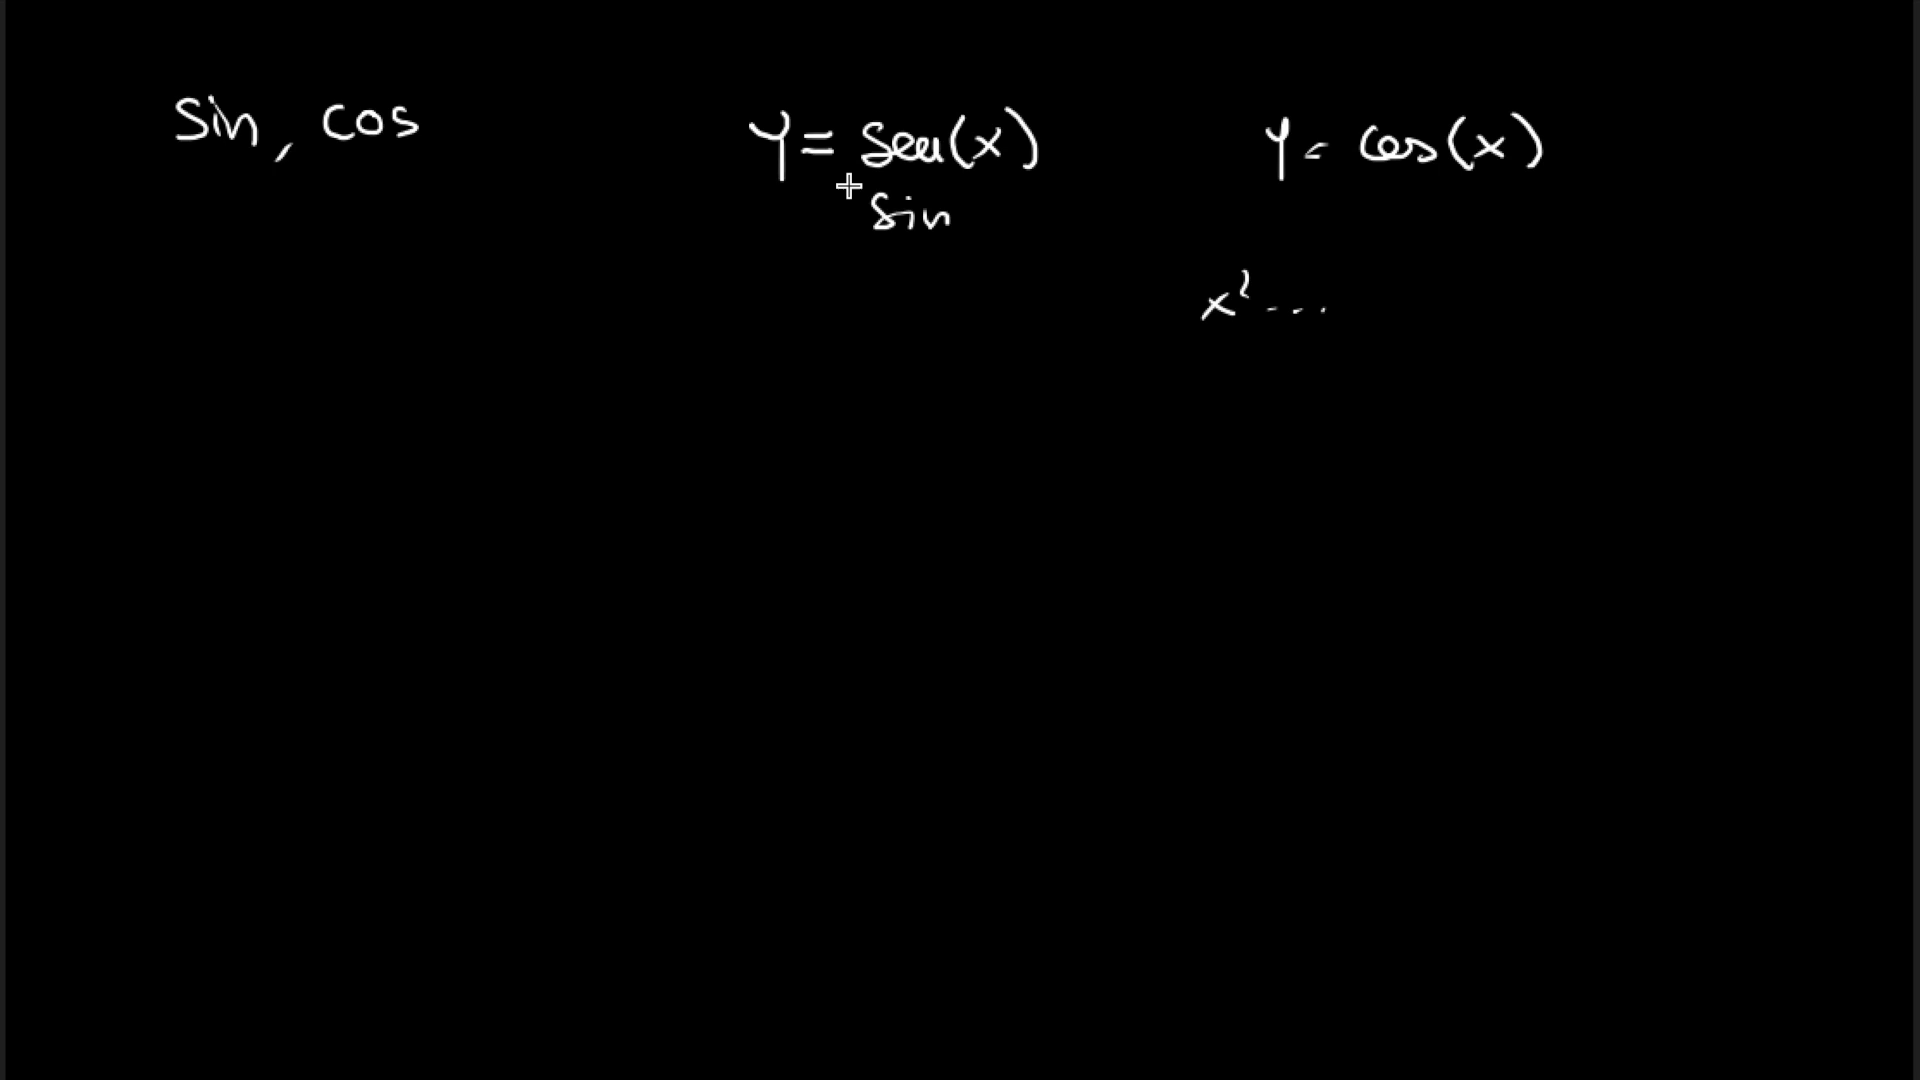 Sin, cos
Y = sen(x)
Sin
Y = cos(x)
x² ...